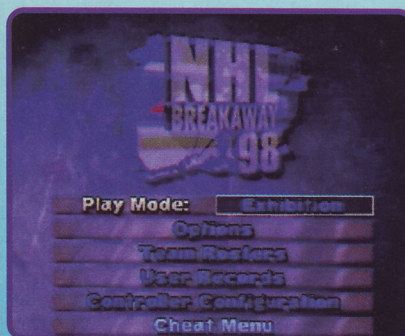 NHL
BREAKAWAY
98
Play Mode: Exhibition
Options
Team Rosters
User Records
Controller Configuration
Cheat Menu